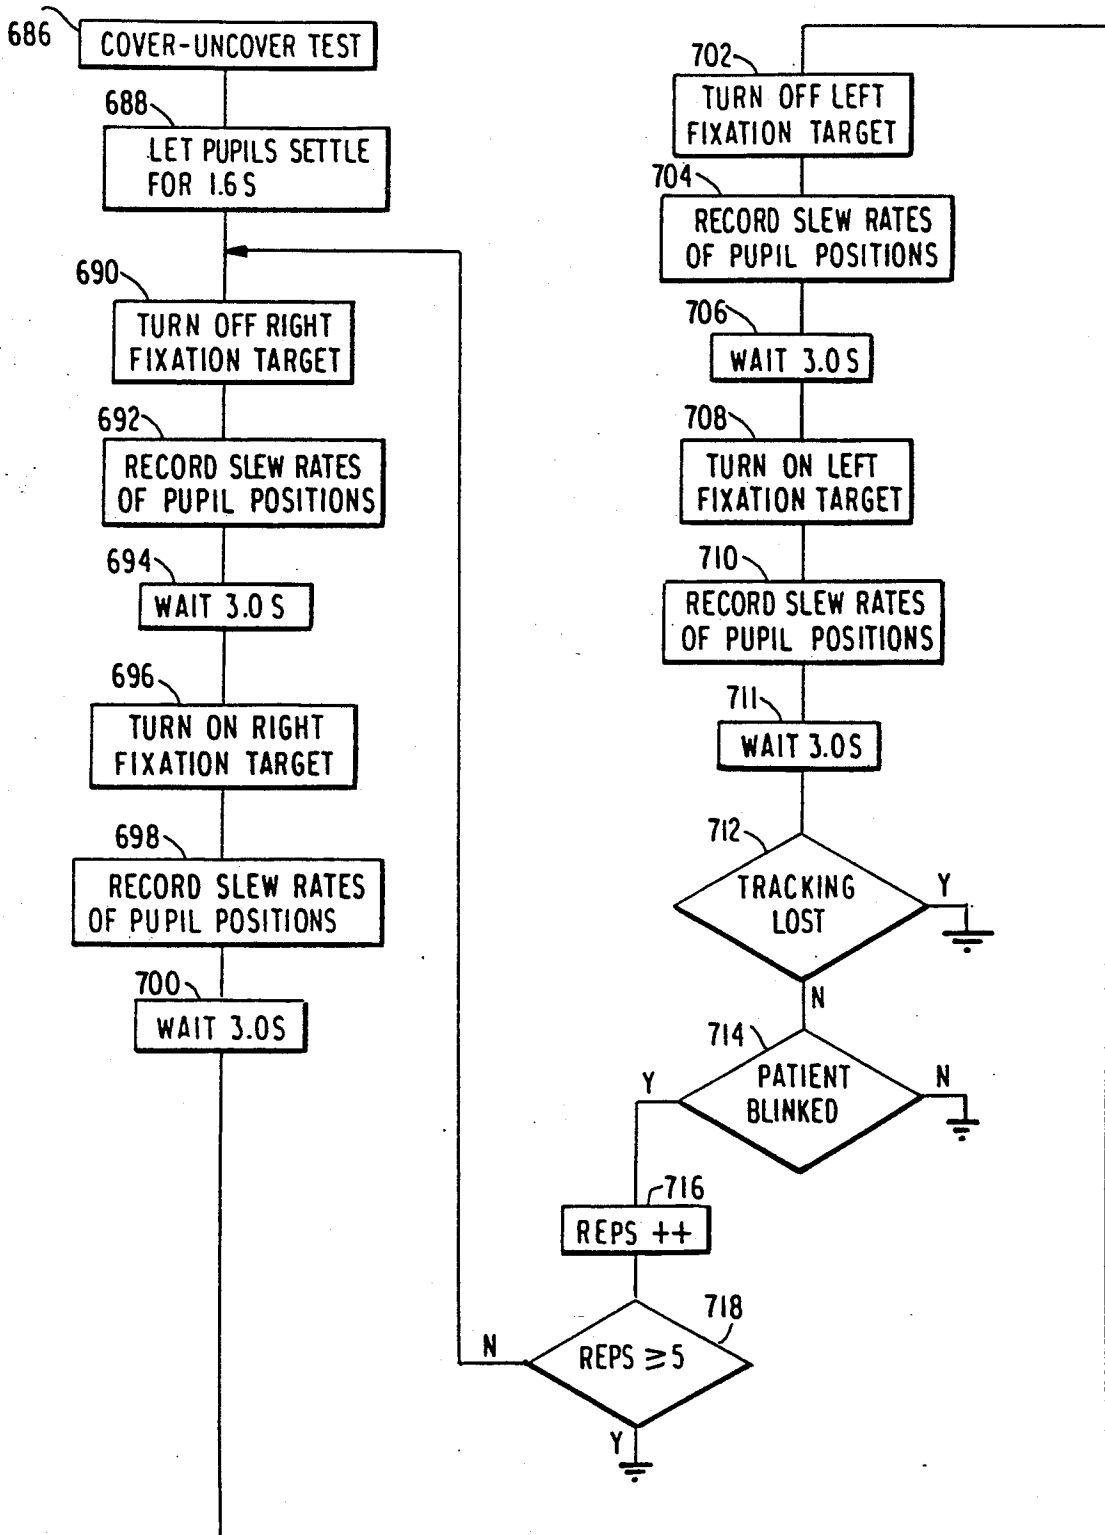 686
COVER-UNCOVER TEST
688
LET PUPILS SETTLE
FOR 1.6 S
690
TURN OFF RIGHT
FIXATION TARGET
692
RECORD SLEW RATES
OF PUPIL POSITIONS
694
WAIT 3.0 S
696
TURN ON RIGHT
FIXATION TARGET
698
RECORD SLEW RATES
OF PUPIL POSITIONS
700
WAIT 3.0 S
702
TURN OFF LEFT
FIXATION TARGET
704
RECORD SLEW RATES
OF PUPIL POSITIONS
706
WAIT 3.0 S
708
TURN ON LEFT
FIXATION TARGET
710
RECORD SLEW RATES
OF PUPIL POSITIONS
711
WAIT 3.0 S
712
TRACKING
LOST
Y
N
714
PATIENT
BLINKED
Y
N
716
REPS ++
718
REPS ≥ 5
N
Y